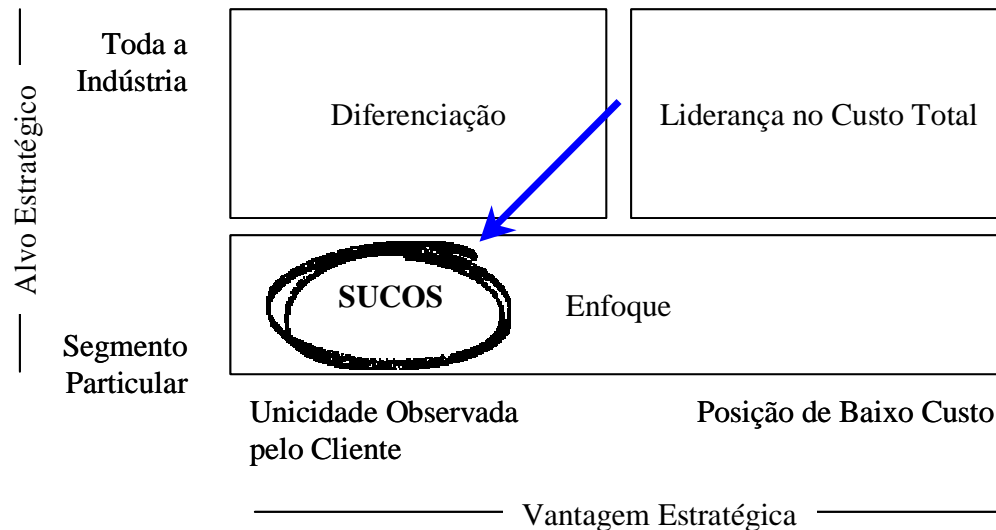 Toda a
Indústria
Diferenciação
Liderança no Custo Total
Alvo Estratégico
SUCOS
Enfoque
Segmento
Particular
Unicidade Observada
pelo Cliente
Posição de Baixo Custo
Vantagem Estratégica